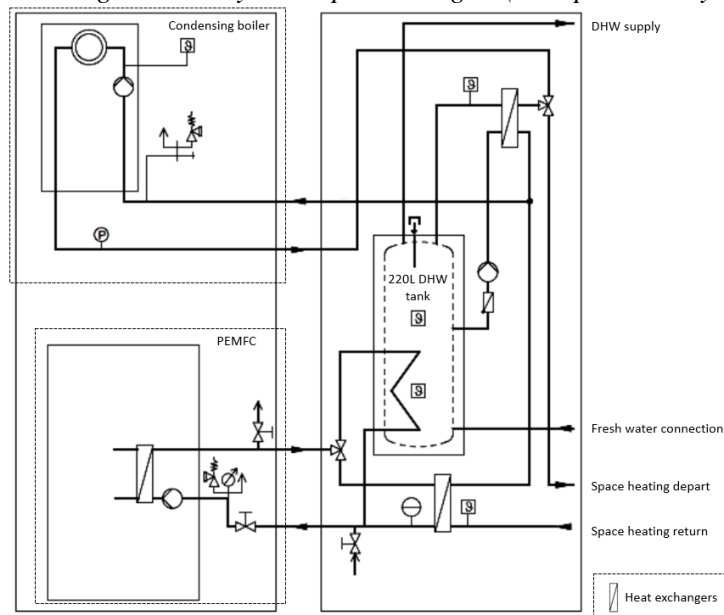 Condensing boiler
DHW supply
ϑ
ϑ
P
220L DHW
tank
ϑ
PEMFC
ϑ
Fresh water connection
Space heating depart
ϑ
Space heating return
Heat exchangers